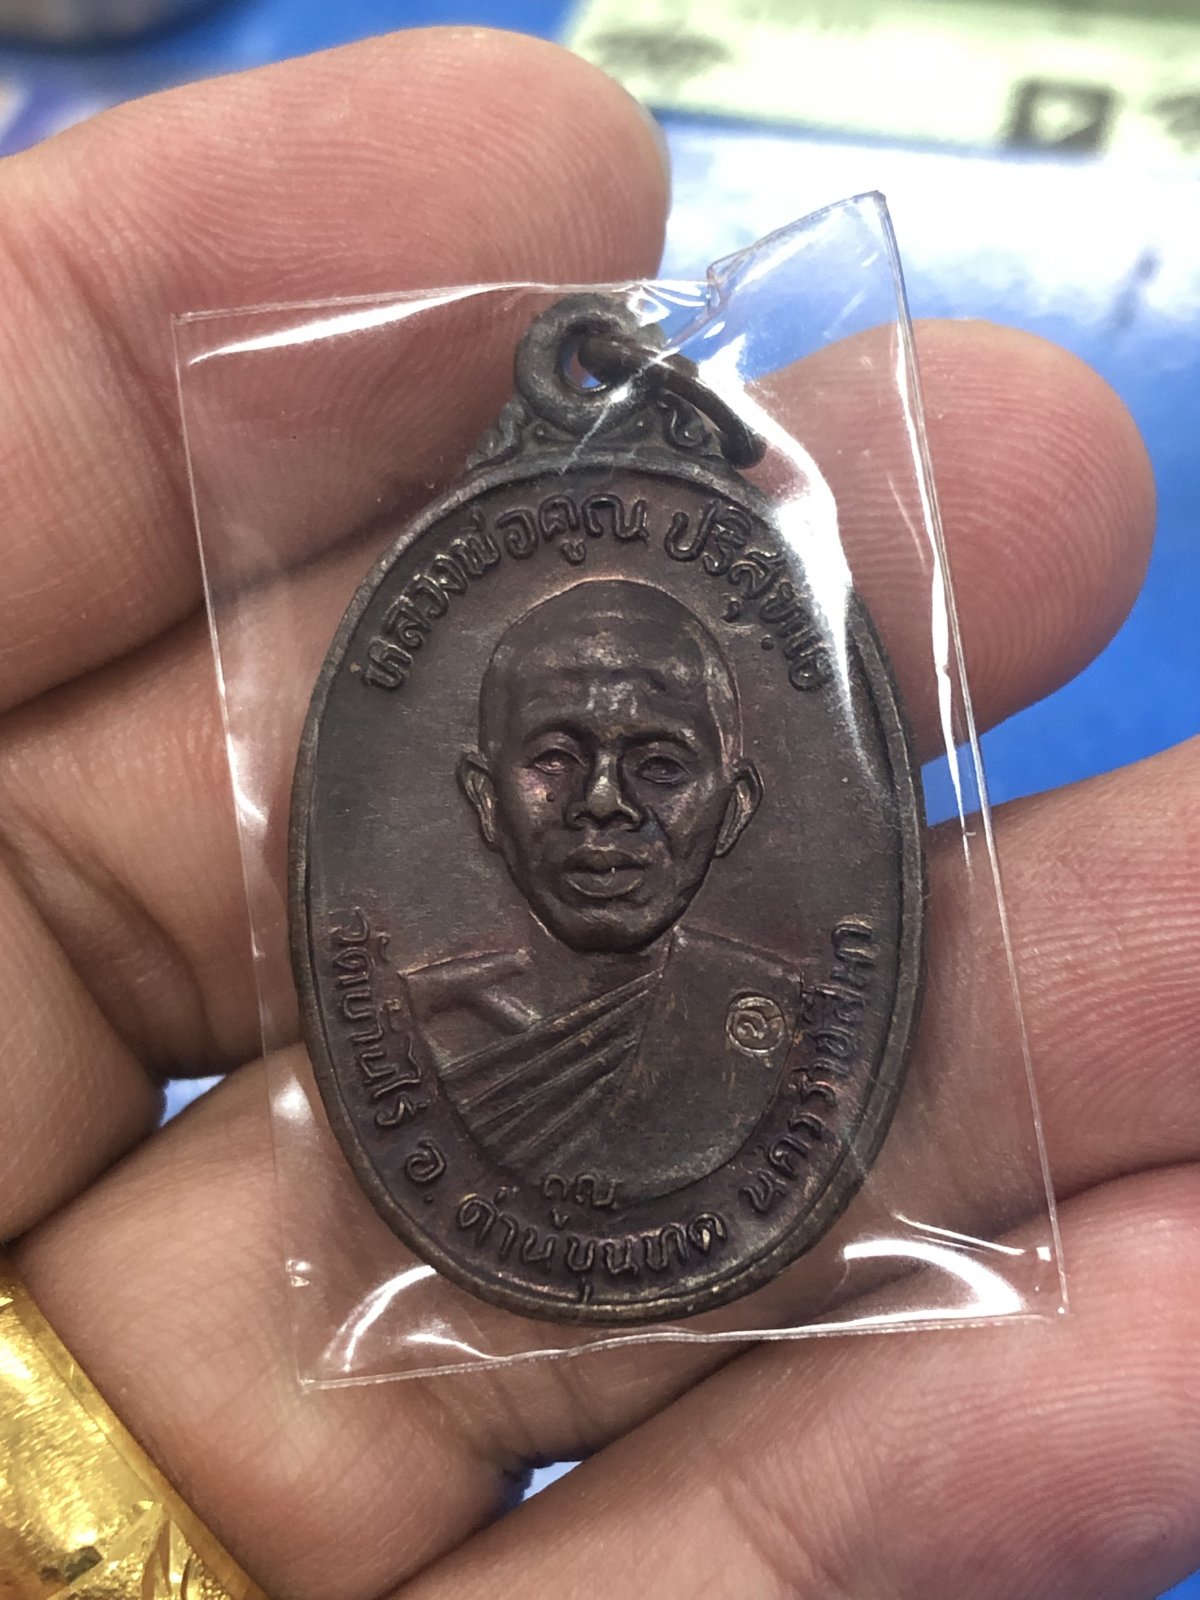 หลวงพ่อคูณ ปริสุทฺโธ
คูณ
วัดบ้านไร่ อ. ด่านขุนทด นครราชสีมา